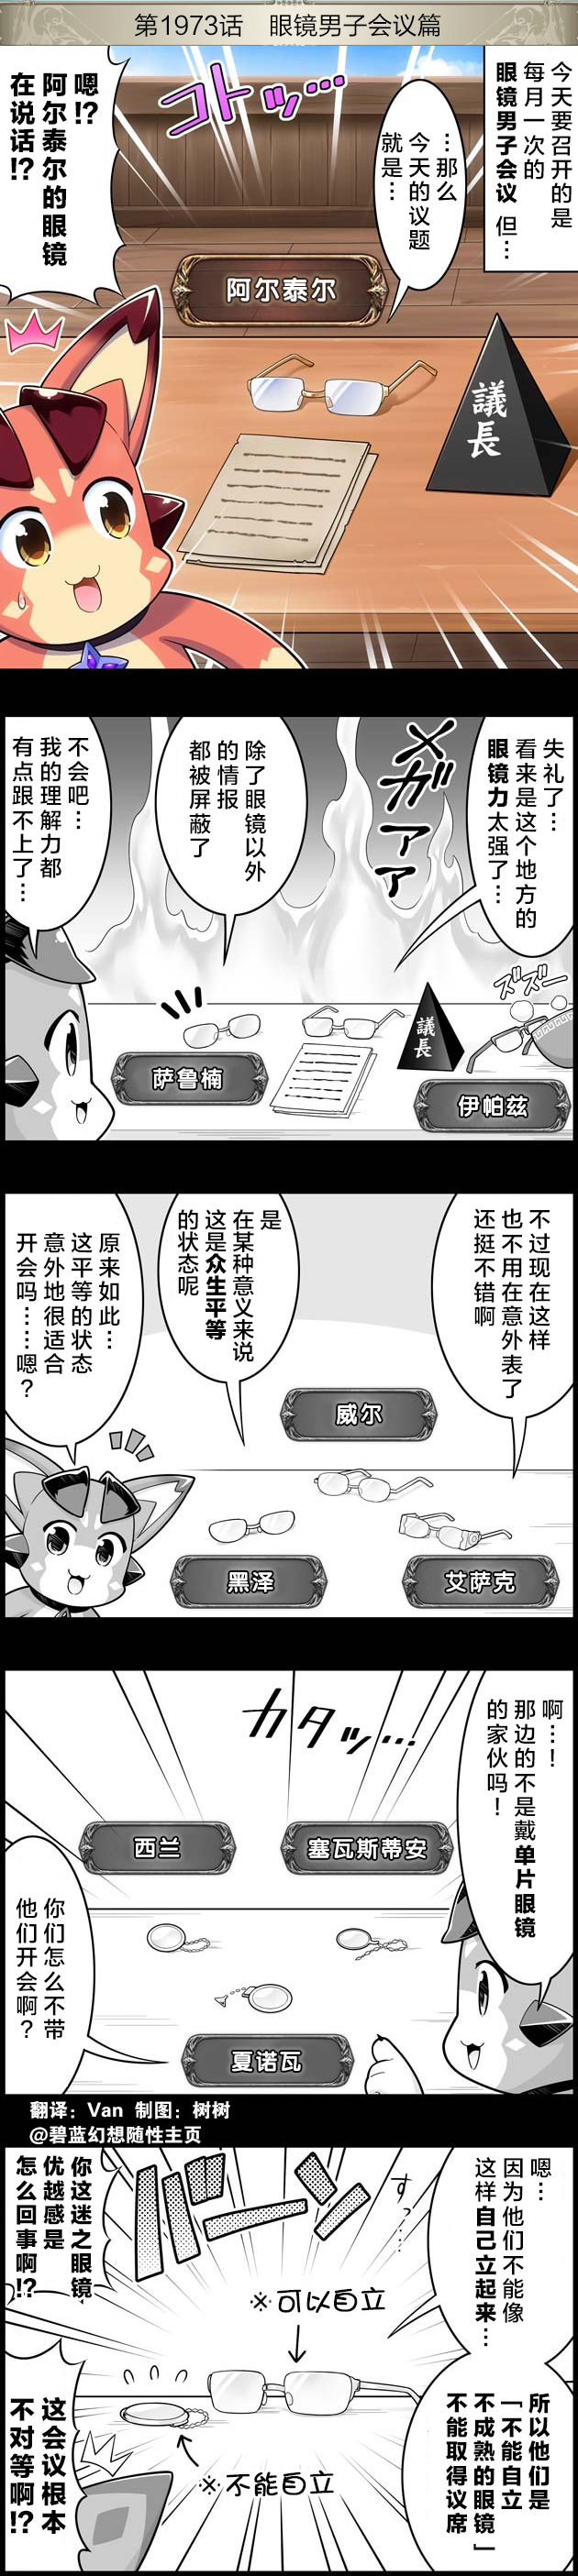 第1973话 眼镜男子会议篇
今天要召开的是
每月一次的
眼镜男子会议 但…
…那么
今天的议题
就是…
コトッ…
嗯!?
阿尔泰尔的眼镜
在说话!?
阿尔泰尔
議長
失礼了…
看来是这个地方的
眼镜力太强了…
メガァァァ
除了眼镜以外
的情报
都被屏蔽了
不会吧…
我的理解力都
有点跟不上了…
ズズー
議長
萨鲁楠
伊帕兹
不过现在这样
也不用在意外表了
还挺不错啊
是
在某种意义来说
这是众生平等
的状态呢
原来如此…
这平等的状态
意外地很适合
开会吗……嗯?
威尔
黑泽
艾萨克
啊…!
那边的不是戴单片眼镜
的家伙吗!
カタッ…
西兰
塞瓦斯蒂安
你们怎么不带
他们开会啊?
夏诺瓦
翻译：Van 制图：树树
@碧蓝幻想随性主页
嗯…
因为他们不能像
这样自己立起来…
すっ…
バーン
你这迷之眼镜
优越感是
怎么回事啊!?
※可以自立
所以他们是
「不能自立
不成熟的眼镜」
不能取得议席
※不能自立
这会议根本
不对等啊!?